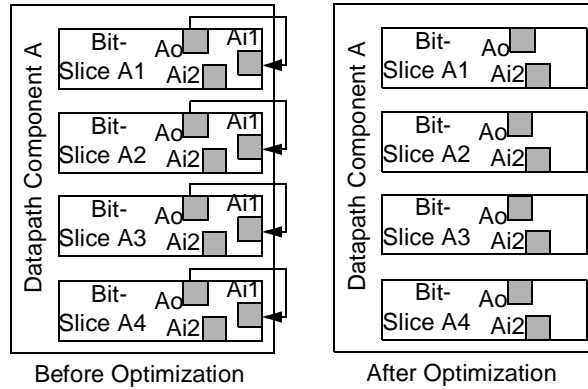 Datapath Component A
Bit-
Slice A1
Ao
Ai1
Ai2
Bit-
Slice A2
Ao
Ai1
Ai2
Bit-
Slice A3
Ao
Ai1
Ai2
Bit-
Slice A4
Ao
Ai1
Ai2
Before Optimization
Datapath Component A
Bit-
Slice A1
Ao
Ai2
Bit-
Slice A2
Ao
Ai2
Bit-
Slice A3
Ao
Ai2
Bit-
Slice A4
Ao
Ai2
After Optimization